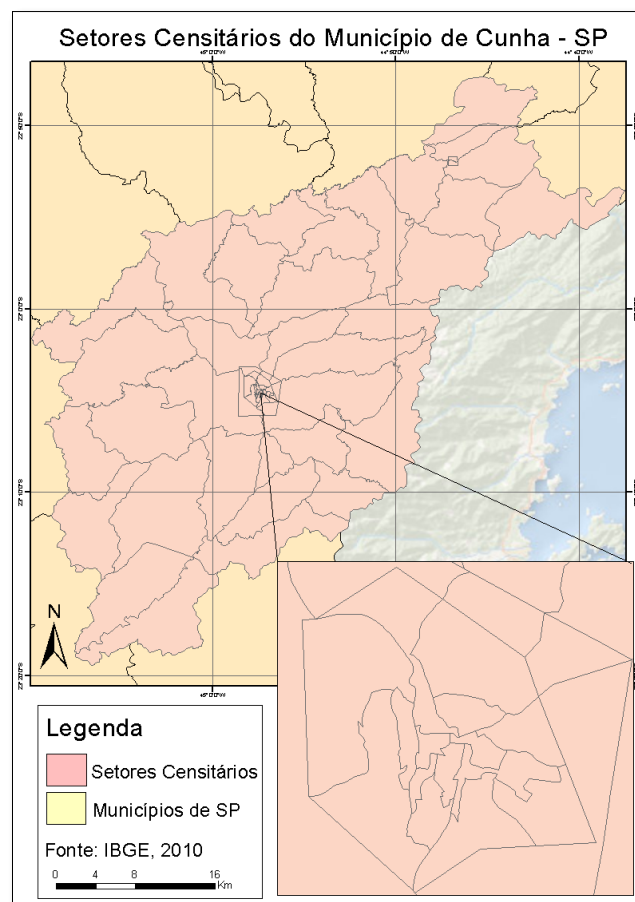 Setores Censitários do Município de Cunha - SP
N
Legenda
Setores Censitários
Municípios de SP
Fonte: IBGE, 2010
0 4 8 16
Km